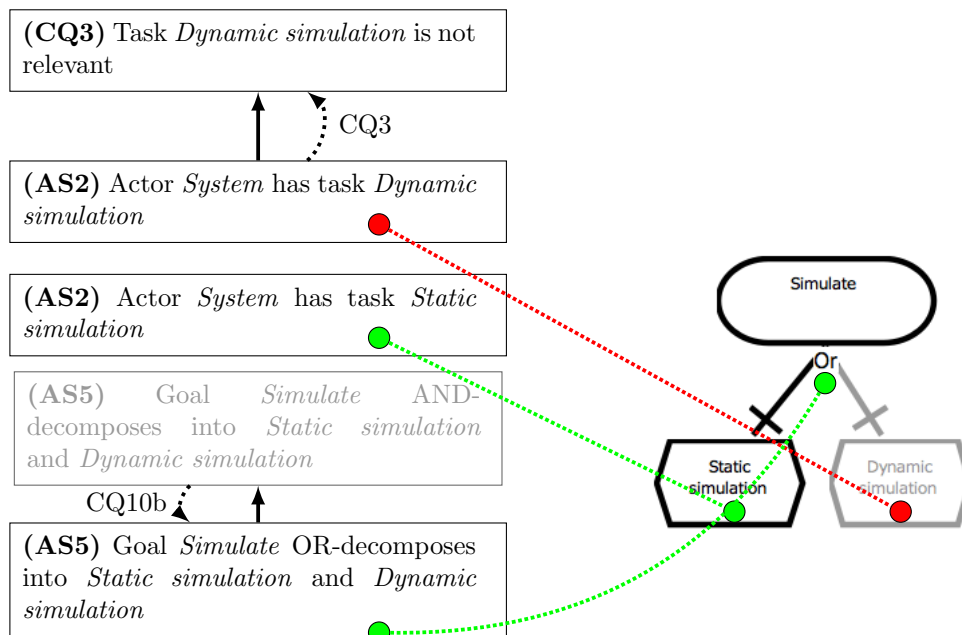 (CQ3) Task Dynamic simulation is not
relevant
CQ3
(AS2) Actor System has task Dynamic
simulation
(AS2) Actor System has task Static
simulation
(AS5) Goal Simulate AND-
decomposes into Static simulation
and Dynamic simulation
CQ10b
(AS5) Goal Simulate OR-decomposes
into Static simulation and Dynamic
simulation
Simulate
Or
Static
simulation
Dynamic
simulation